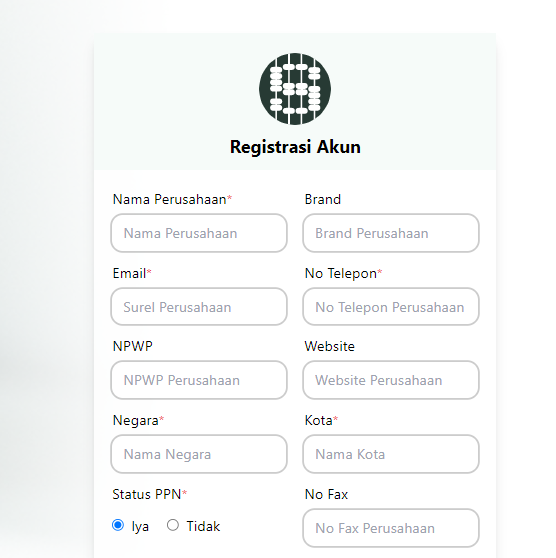 Registrasi Akun
Nama Perusahaan*
Brand
Nama Perusahaan
Brand Perusahaan
Email*
No Telepon*
Surel Perusahaan
No Telepon Perusahaan
NPWP
Website
NPWP Perusahaan
Website Perusahaan
Negara*
Kota*
Nama Negara
Nama Kota
Status PPN*
No Fax
Iya
Tidak
No Fax Perusahaan